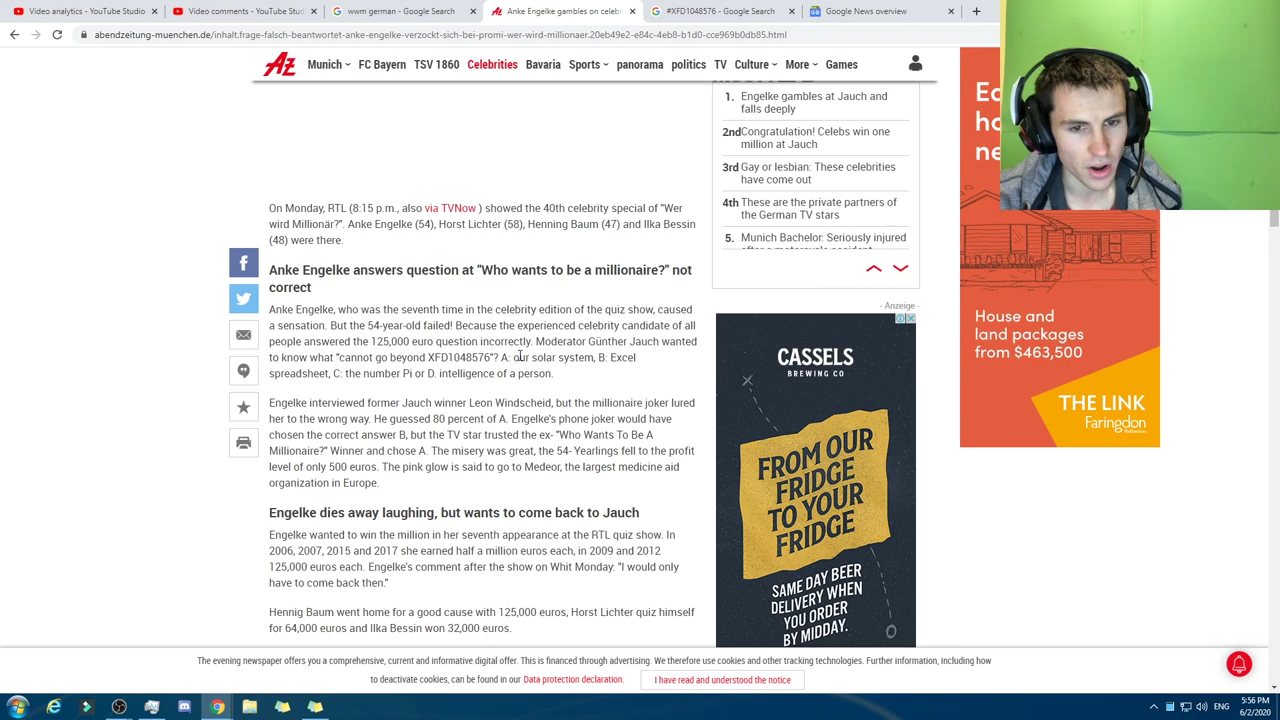 Video analytics - YouTube Studio
Video Comments - YouTube Studio
wwm german - Google Search
Anke Engelke gambles on celebr
#XFD1048576 - Google Search
Google News - Overview
abendzeitung-muenchen.de/inhalt.frage-falsch-beantwortet-anke-engelke-verzockt-sich-bei-promi-wer-wird-millionaer.20eb49e2-e84c-4eb8-b1d0-cce969b0db85.html
AZ Munich FC Bayern TSV 1860 Celebrities Bavaria Sports panorama politics TV Culture More Games
1. Engelke gambles at Jauch and
falls deeply
2nd Congratulation! Celebs win one
million at Jauch
3rd Gay or lesbian: These celebrities
have come out
4th These are the private partners of
the German TV stars
5. Munich Bachelor: Seriously injured
On Monday, RTL (8:15 p.m., also via TVNow ) showed the 40th celebrity special of "Wer
wird Millionär?". Anke Engelke (54), Horst Lichter (58), Henning Baum (47) and Ilka Bessin
(48) were there.
Anke Engelke answers question at "Who wants to be a millionaire?" not
correct
Anke Engelke, who was the seventh time in the celebrity edition of the quiz show, caused
a sensation. But the 54-year-old failed! Because the experienced celebrity candidate of all
people answered the 125,000 euro question incorrectly. Moderator Günther Jauch wanted
to know what "cannot go beyond XFD1048576"? A: our solar system, B: Excel
spreadsheet, C: the number Pi or D. intelligence of a person.
Engelke interviewed former Jauch winner Leon Windscheid, but the millionaire joker lured
her to the wrong way. He guessed 80 percent of A. Engelke's phone joker would have
chosen the correct answer B, but the TV star trusted the ex- "Who Wants To Be A
Millionaire?" Winner and chose A. The misery was great, the 54- Yearlings fell to the profit
level of only 500 euros. The pink glow is said to go to Medeor, the largest medicine aid
organization in Europe.
Engelke dies away laughing, but wants to come back to Jauch
Engelke wanted to win the million in her seventh appearance at the RTL quiz show. In
2006, 2007, 2015 and 2017 she earned half a million euros each, in 2009 and 2012
125,000 euros each. Engelke's comment after the show on Whit Monday: "I would only
have to come back then."
Hennig Baum went home for a good cause with 125,000 euros, Horst Lichter quiz himself
for 64,000 euros and Ilka Bessin won 32,000 euros.
- Anzeige -
CASSELS
BREWING CO
FROM OUR
FRIDGE
TO YOUR
FRIDGE
SAME DAY BEER
DELIVERY WHEN
YOU ORDER
BY MIDDAY.
House and
land packages
from $463,500
THE LINK
Faringdon
The evening newspaper offers you a comprehensive, current and informative digital offer. This is financed through advertising. We therefore use cookies and other tracking technologies. Further information, including how
to deactivate cookies, can be found in our Data protection declaration.
I have read and understood the notice
ENG
5:56 PM
6/2/2020